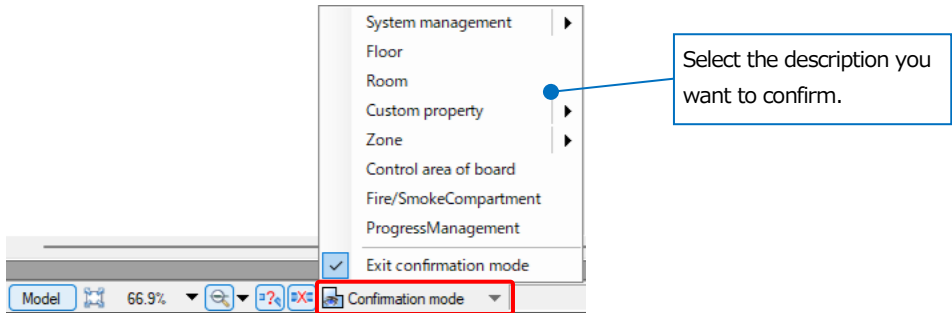 System management
Floor
Room
Custom property
Zone
Control area of board
Fire/SmokeCompartment
ProgressManagement
Exit confirmation mode
Select the description you
want to confirm.
Model 66.9% Confirmation mode